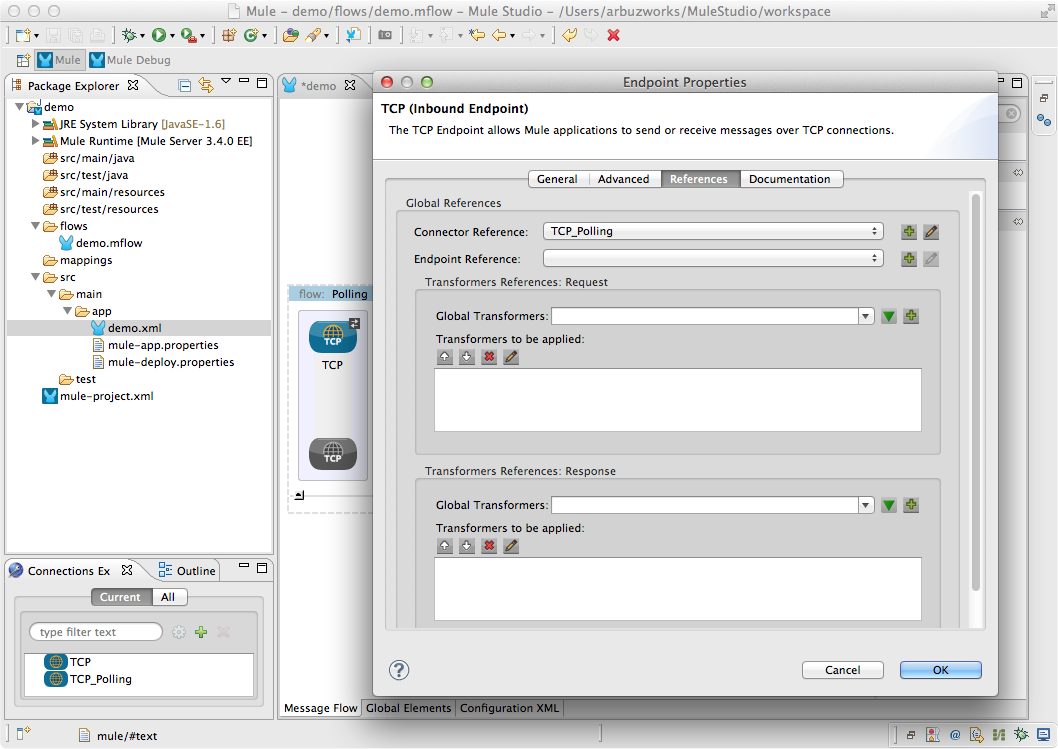 Mule – demo/flows/demo.mflow – Mule Studio – /Users/arbuzworks/MuleStudio/workspace
Mule
Mule Debug
Package Explorer
demo
JRE System Library [JavaSE-1.6]
Mule Runtime [Mule Server 3.4.0 EE]
src/main/java
src/test/java
src/main/resources
src/test/resources
flows
demo.mflow
mappings
src
main
app
demo.xml
mule-app.properties
mule-deploy.properties
test
mule-project.xml
*demo
flow: Polling
TCP
TCP
TCP
Endpoint Properties
TCP (Inbound Endpoint)
The TCP Endpoint allows Mule applications to send or receive messages over TCP connections.
General Advanced References Documentation
Global References
Connector Reference: TCP_Polling
Endpoint Reference:
Transformers References: Request
Global Transformers:
Transformers to be applied:
Transformers References: Response
Global Transformers:
Transformers to be applied:
Cancel OK
Connections Ex
Outline
Current All
type filter text
TCP
TCP_Polling
Message Flow Global Elements Configuration XML
mule/#text